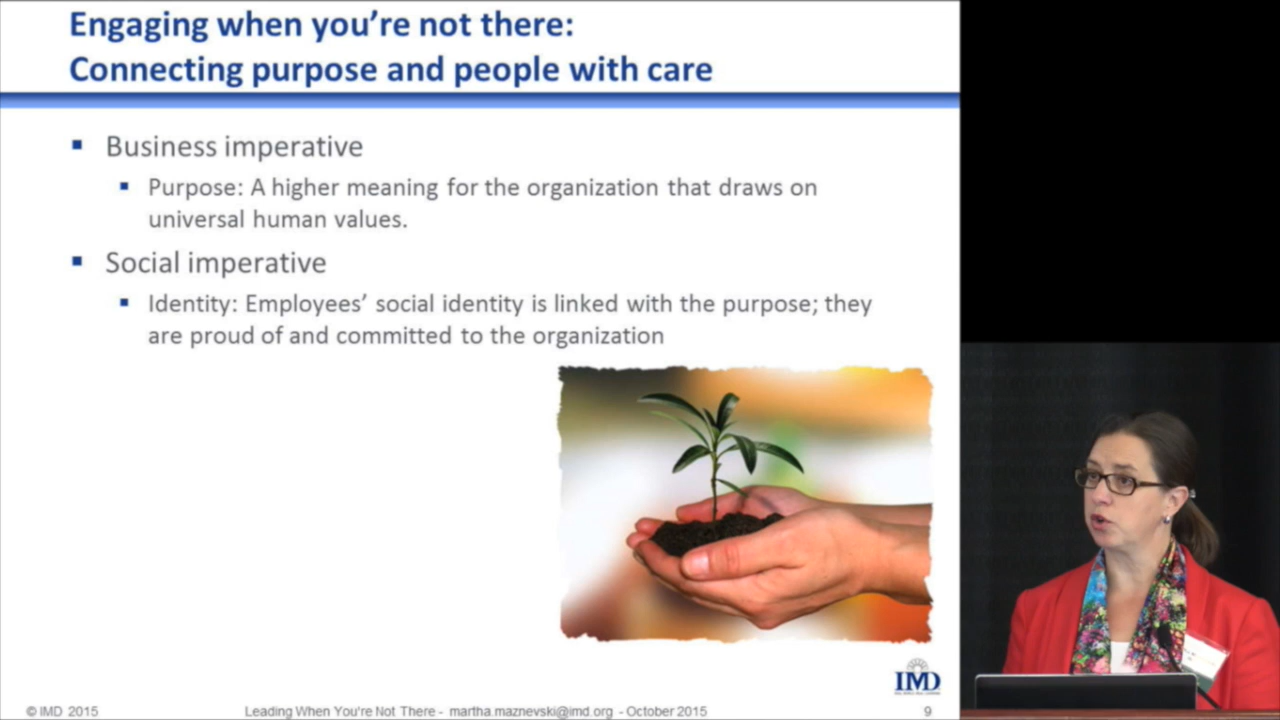 Engaging when you're not there:
Connecting purpose and people with care
Business imperative
Purpose: A higher meaning for the organization that draws on
universal human values.
Social imperative
Identity: Employees' social identity is linked with the purpose; they
are proud of and committed to the organization
IMD
© IMD 2015
Leading When You're Not There - martha.maznevski@imd.org - October 2015
9